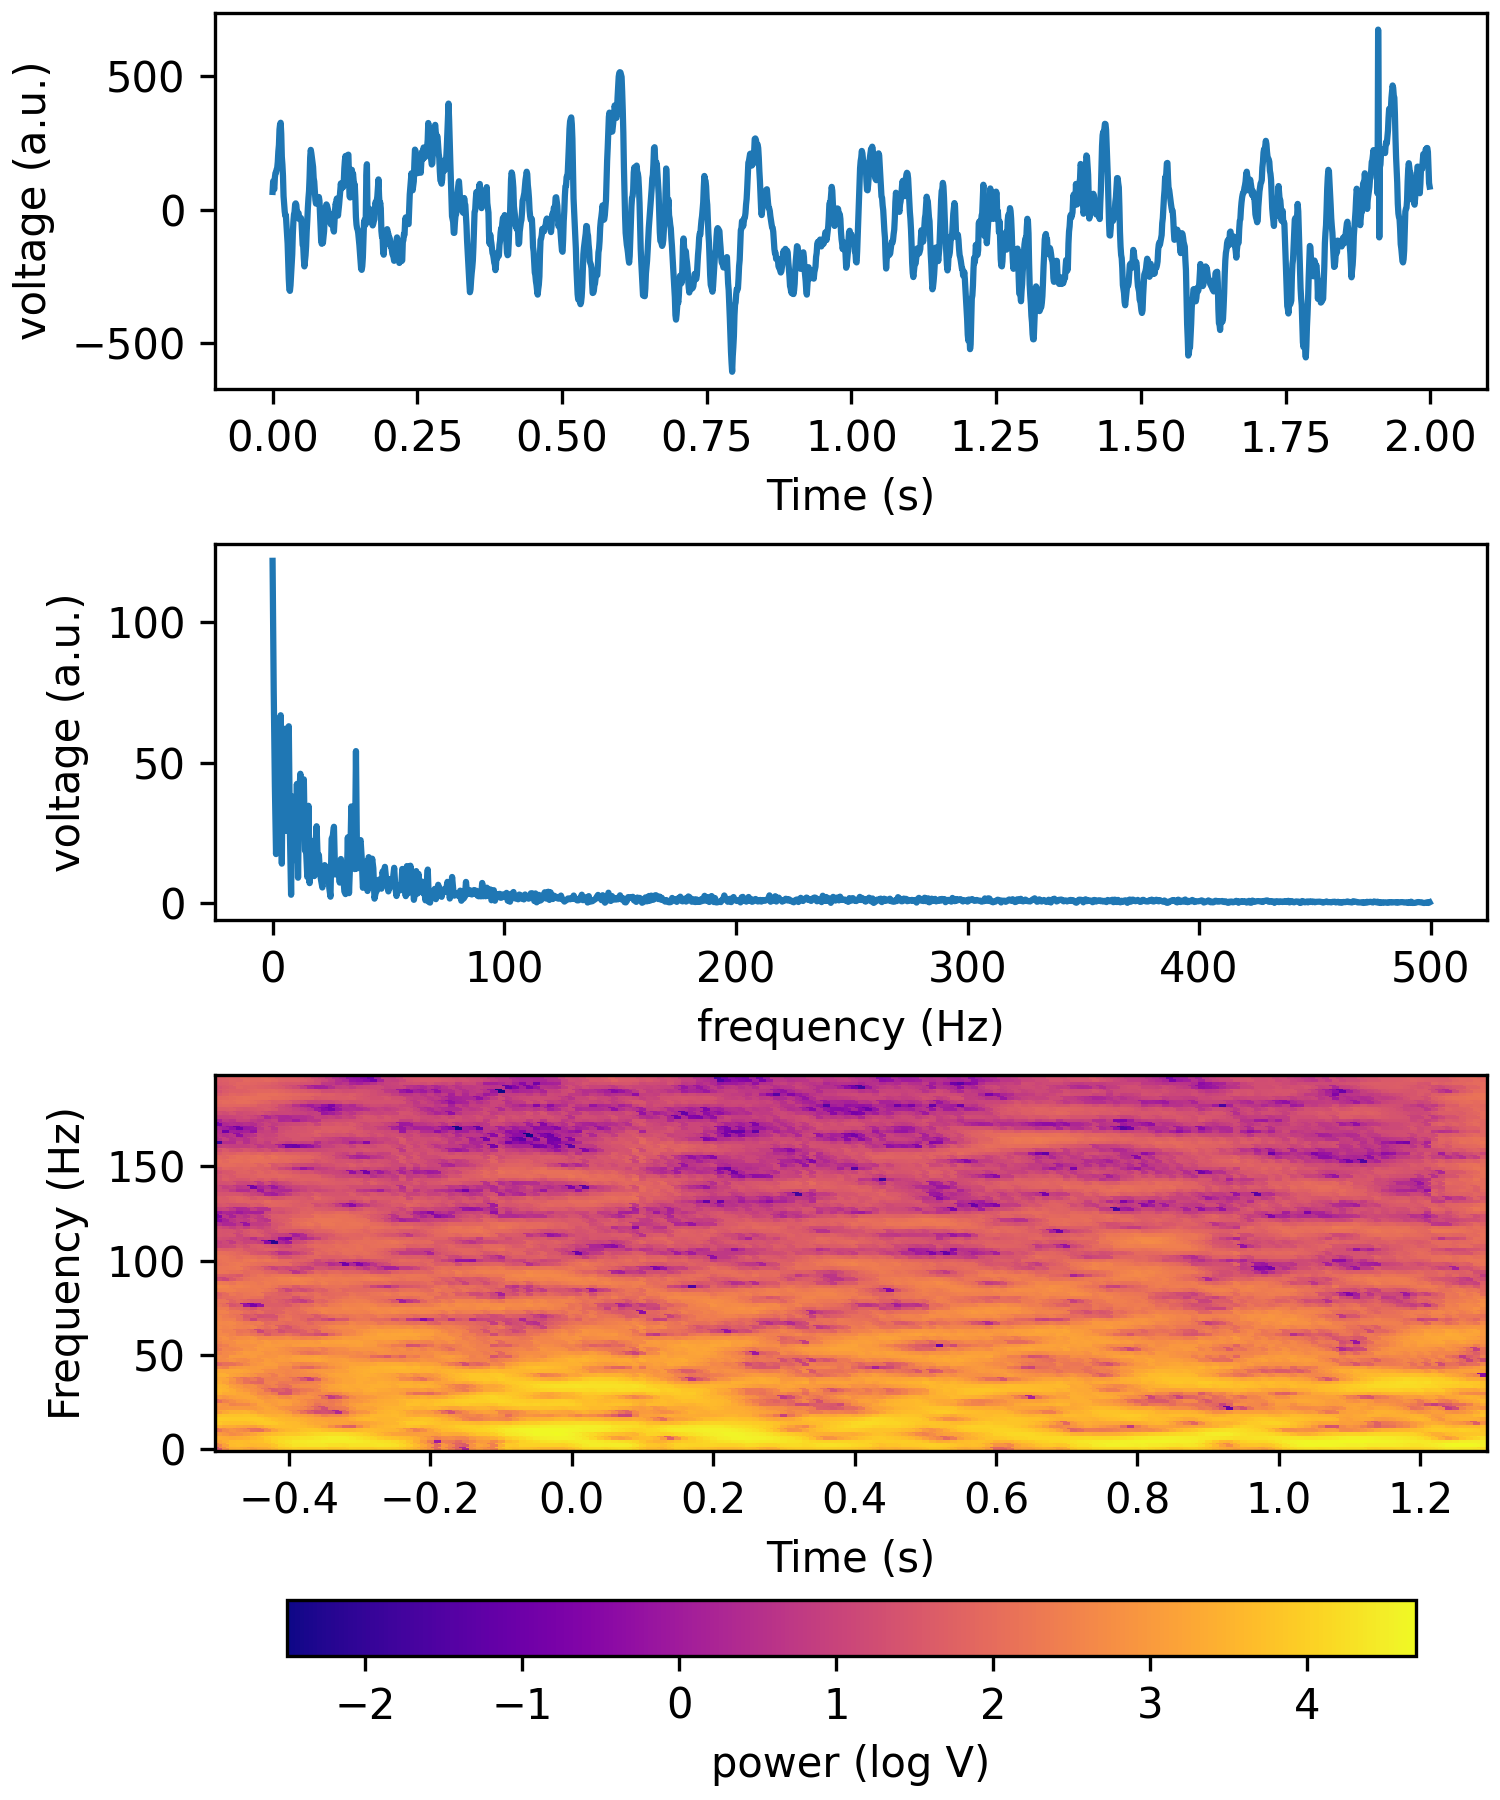 voltage (a.u.)
500
0
−500
0.00 0.25 0.50 0.75 1.00 1.25 1.50 1.75 2.00
Time (s)
voltage (a.u.)
100
50
0
0 100 200 300 400 500
frequency (Hz)
Frequency (Hz)
150
100
50
0
−0.4 −0.2 0.0 0.2 0.4 0.6 0.8 1.0 1.2
Time (s)
−2 −1 0 1 2 3 4
power (log V)